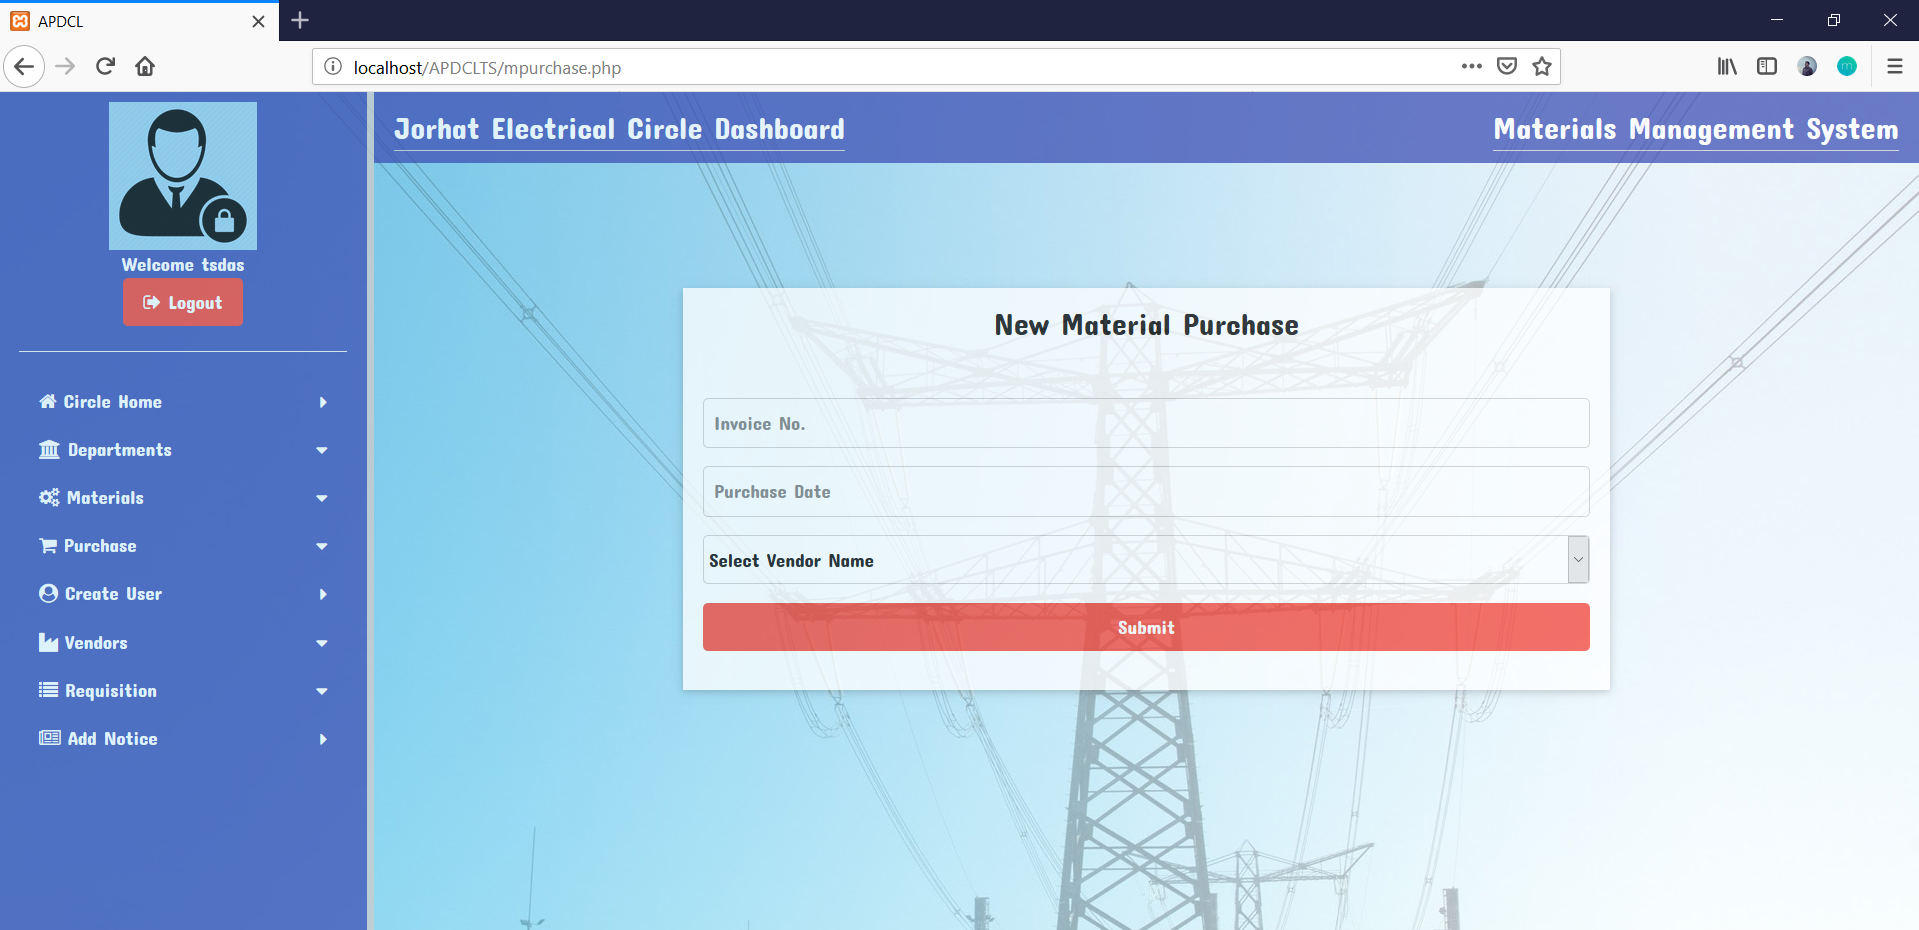 APDCL
localhost/APDCLTS/mpurchase.php
Jorhat Electrical Circle Dashboard
Materials Management System
Welcome tsdas
Logout
Circle Home
Departments
Materials
Purchase
Create User
Vendors
Requisition
Add Notice
New Material Purchase
Invoice No.
Purchase Date
Select Vendor Name
Submit